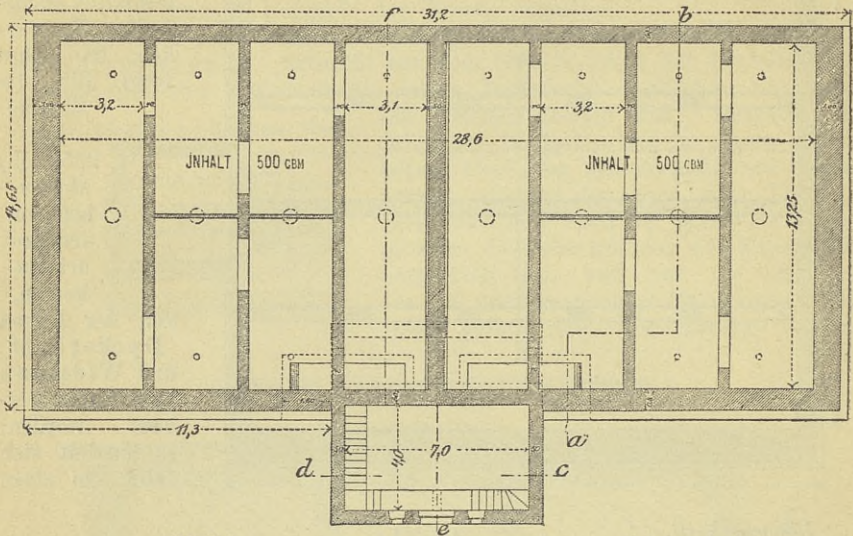 f
b
31,2
3,2
3,1
3,2
28,6
JNHALT 500 CBM
JNHALT. 500 CBM
14,65
13,25
11,3
a
4,0
7,0
d
c
e